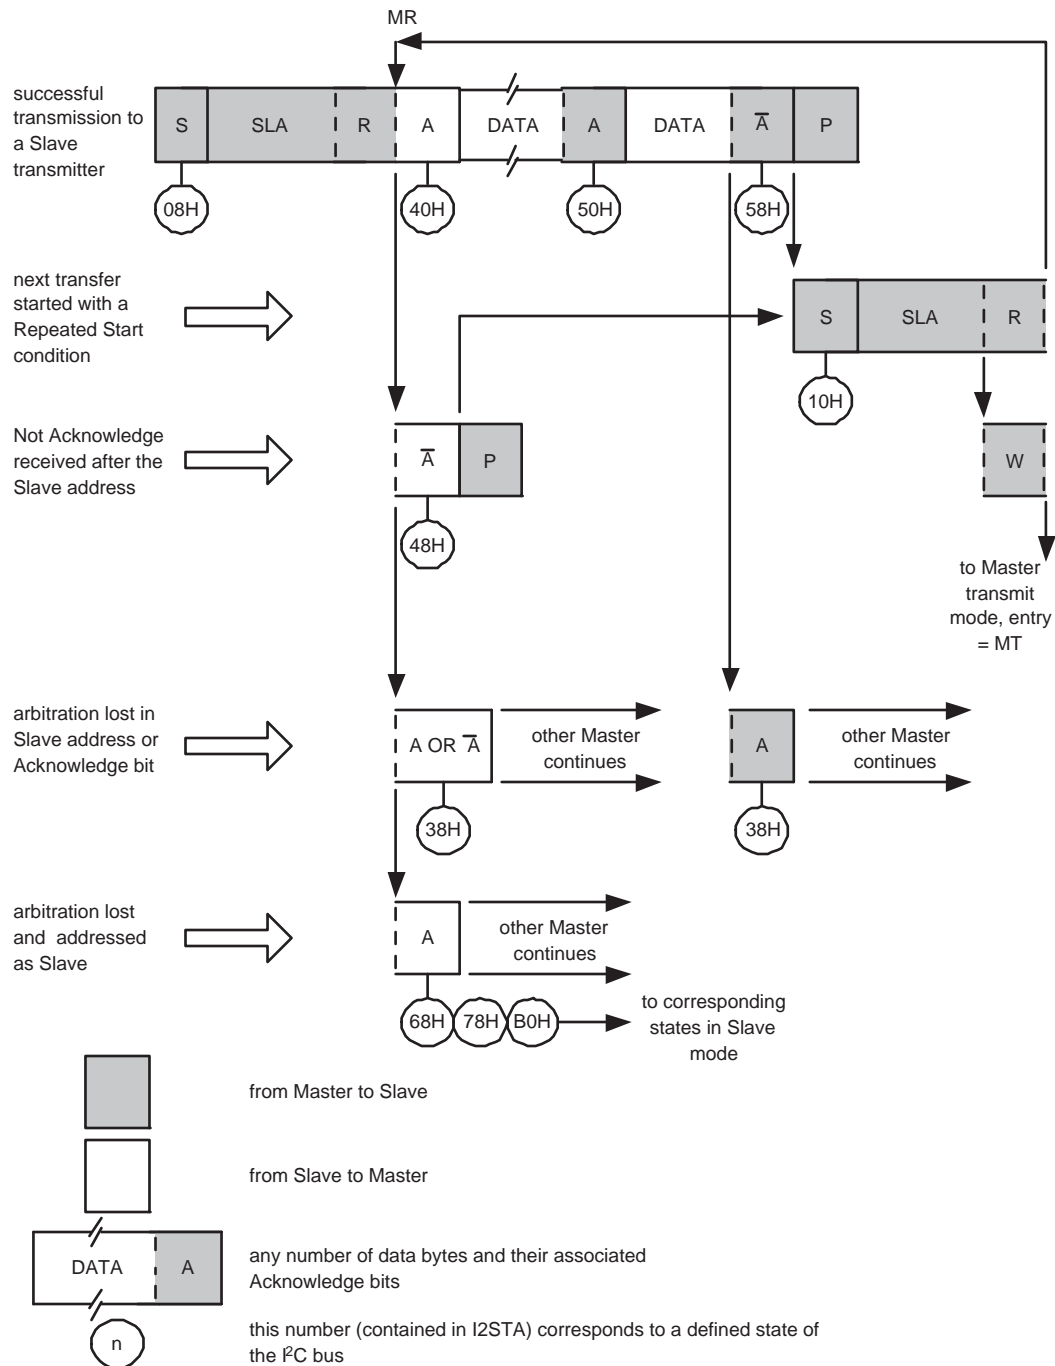 MR
successful
transmission to
a Slave
transmitter
S SLA R A DATA A DATA A̅ P
08H 40H 50H 58H
next transfer
started with a
Repeated Start
condition
S SLA R
10H
Not Acknowledge
received after the
Slave address
A̅ P
W
48H
to Master
transmit
mode, entry
= MT
arbitration lost in
Slave address or
Acknowledge bit
A OR A̅
other Master
continues
A
other Master
continues
38H 38H
arbitration lost
and addressed
as Slave
A
other Master
continues
68H 78H B0H
to corresponding
states in Slave
mode
from Master to Slave
from Slave to Master
DATA A
any number of data bytes and their associated
Acknowledge bits
n
this number (contained in I2STA) corresponds to a defined state of
the I²C bus